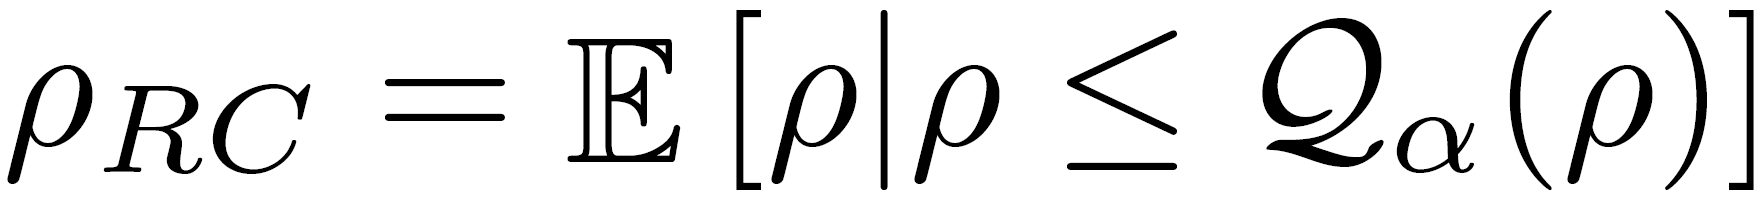 ρ_{RC} = 𝔼 [ρ|ρ ≤ 𝒬_α(ρ)]